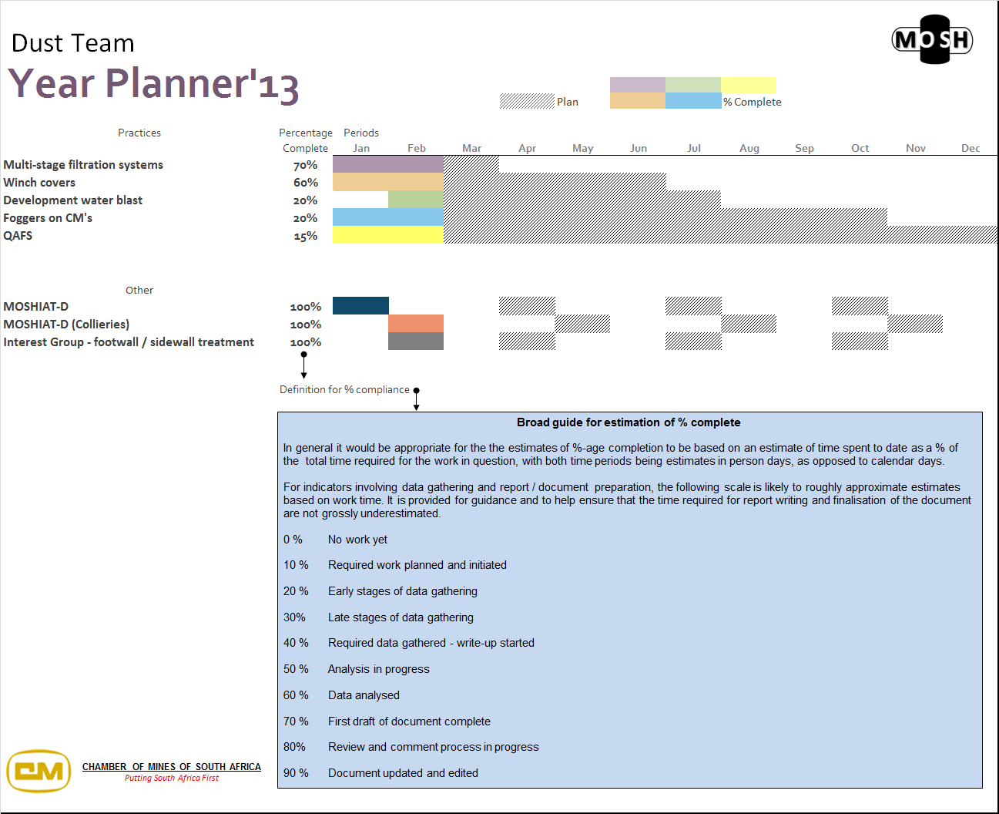 Dust Team
Year Planner'13
MOSH
Plan
% Complete
Practices
Percentage Complete
Periods
Jan Feb Mar Apr May Jun Jul Aug Sep Oct Nov Dec
Multi-stage filtration systems 70%
Winch covers 60%
Development water blast 20%
Foggers on CM's 20%
QAFS 15%
Other
MOSHIAT-D 100%
MOSHIAT-D (Collieries) 100%
Interest Group - footwall / sidewall treatment 100%
Definition for % compliance
Broad guide for estimation of % complete
In general it would be appropriate for the the estimates of %-age completion to be based on an estimate of time spent to date as a % of
the total time required for the work in question, with both time periods being estimates in person days, as opposed to calendar days.
For indicators involving data gathering and report / document preparation, the following scale is likely to roughly approximate estimates
based on work time. It is provided for guidance and to help ensure that the time required for report writing and finalisation of the document
are not grossly underestimated.
0 % No work yet
10 % Required work planned and initiated
20 % Early stages of data gathering
30% Late stages of data gathering
40 % Required data gathered - write-up started
50 % Analysis in progress
60 % Data analysed
70 % First draft of document complete
80% Review and comment process in progress
90 % Document updated and edited
CM
CHAMBER OF MINES OF SOUTH AFRICA
Putting South Africa First